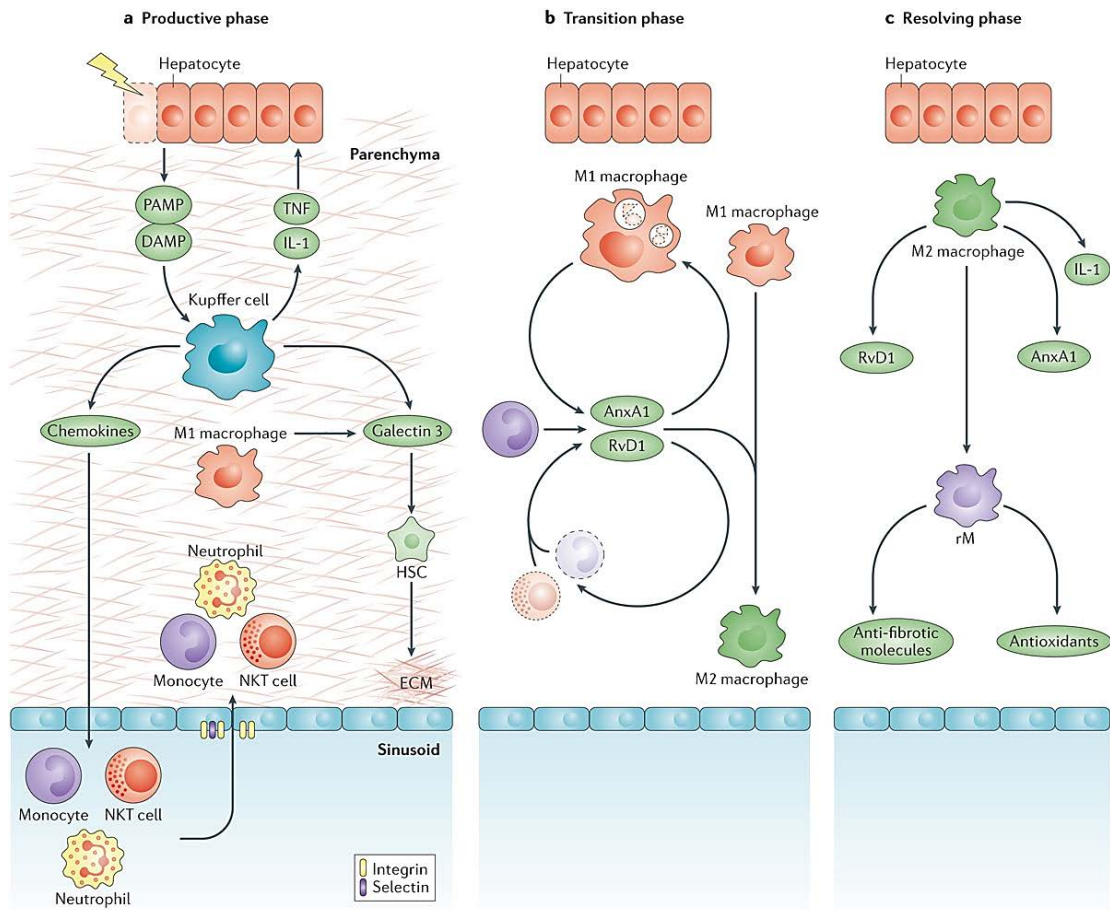 a Productive phase
Hepatocyte
Parenchyma
PAMP
DAMP
TNF
IL-1
Kupffer cell
Chemokines
M1 macrophage
Galectin 3
HSC
Neutrophil
Monocyte
NKT cell
ECM
Sinusoid
Monocyte
NKT cell
Neutrophil
Integrin
Selectin
b Transition phase
Hepatocyte
M1 macrophage
M1 macrophage
AnxA1
RvD1
M2 macrophage
c Resolving phase
Hepatocyte
M2 macrophage
IL-1
RvD1
AnxA1
rM
Anti-fibrotic
molecules
Antioxidants